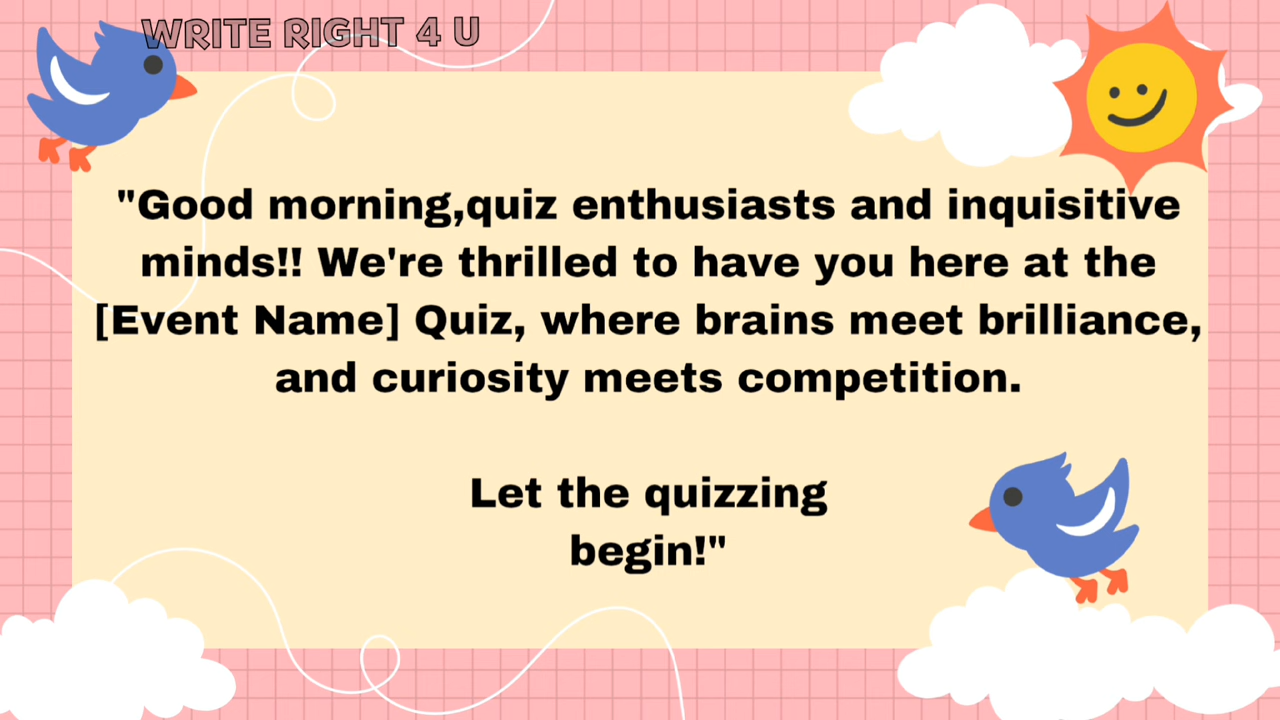 WRITE RIGHT 4 U
"Good morning,quiz enthusiasts and inquisitive
minds!! We're thrilled to have you here at the
[Event Name] Quiz, where brains meet brilliance,
and curiosity meets competition.
Let the quizzing
begin!"